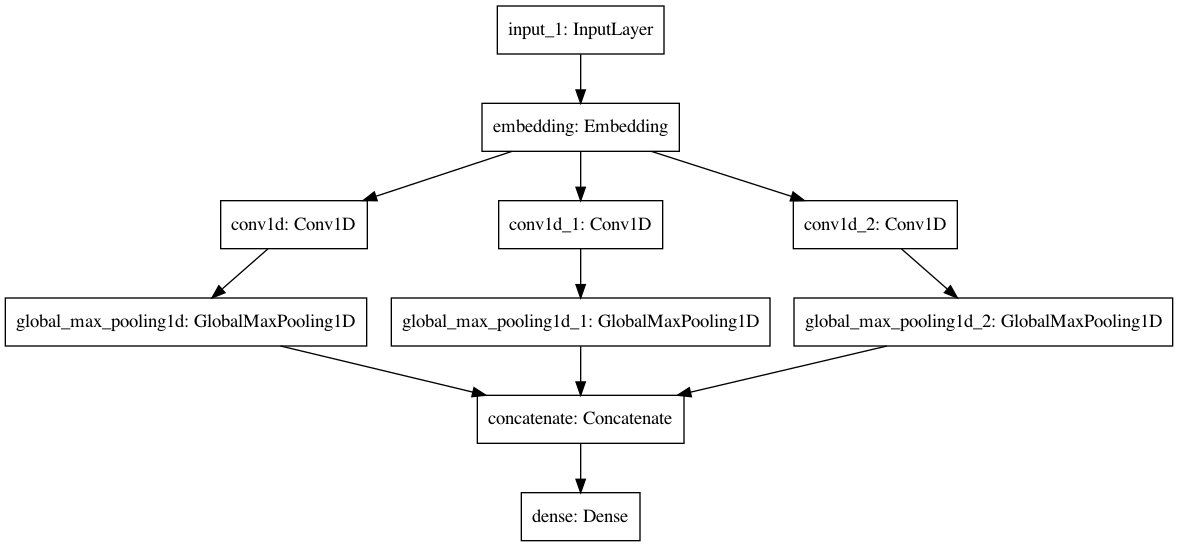 input_1: InputLayer
embedding: Embedding
conv1d: Conv1D
conv1d_1: Conv1D
conv1d_2: Conv1D
global_max_pooling1d: GlobalMaxPooling1D
global_max_pooling1d_1: GlobalMaxPooling1D
global_max_pooling1d_2: GlobalMaxPooling1D
concatenate: Concatenate
dense: Dense